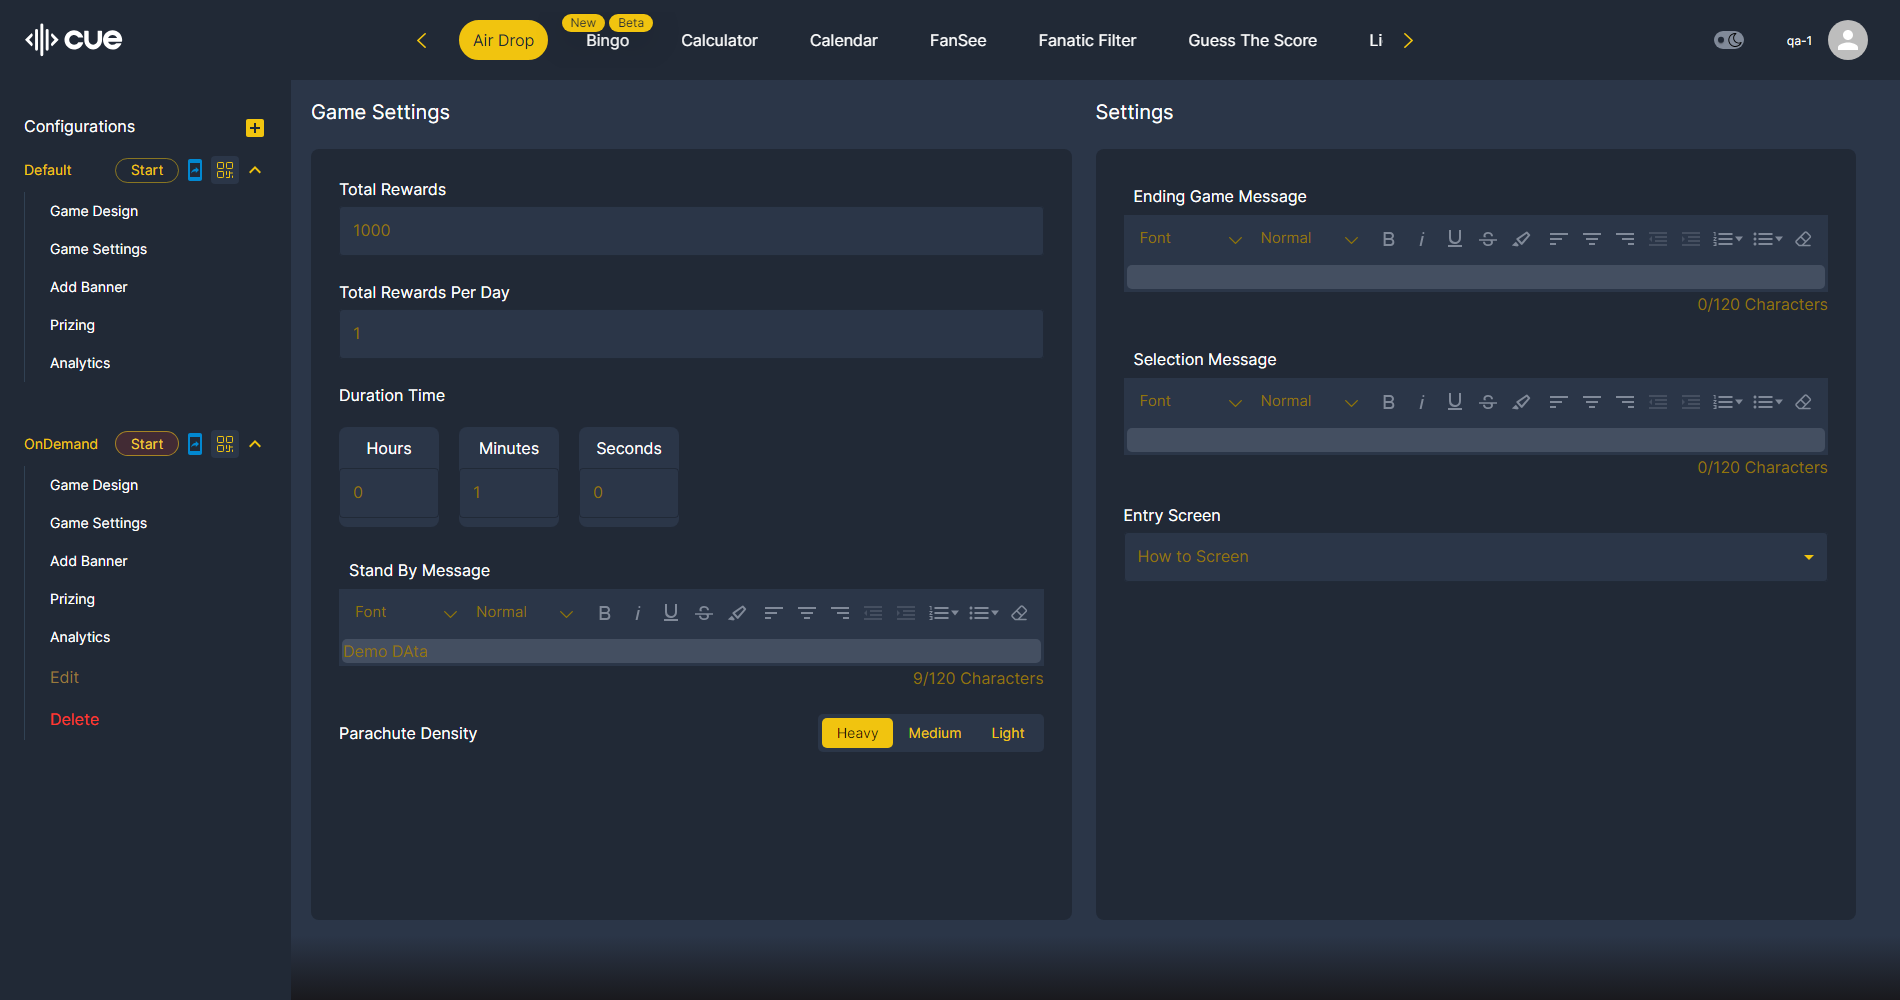 cue
Air Drop
New
Beta
Bingo
Calculator
Calendar
FanSee
Fanatic Filter
Guess The Score
Li
qa-1
Configurations
Default
Start
Game Design
Game Settings
Add Banner
Prizing
Analytics
OnDemand
Start
Game Design
Game Settings
Add Banner
Prizing
Analytics
Edit
Delete
Game Settings
Total Rewards
1000
Total Rewards Per Day
1
Duration Time
Hours Minutes Seconds
0 1 0
Stand By Message
Font Normal B i U S
Demo DAta
9/120 Characters
Parachute Density
Heavy Medium Light
Settings
Ending Game Message
Font Normal B i U S
0/120 Characters
Selection Message
Font Normal B i U S
0/120 Characters
Entry Screen
How to Screen